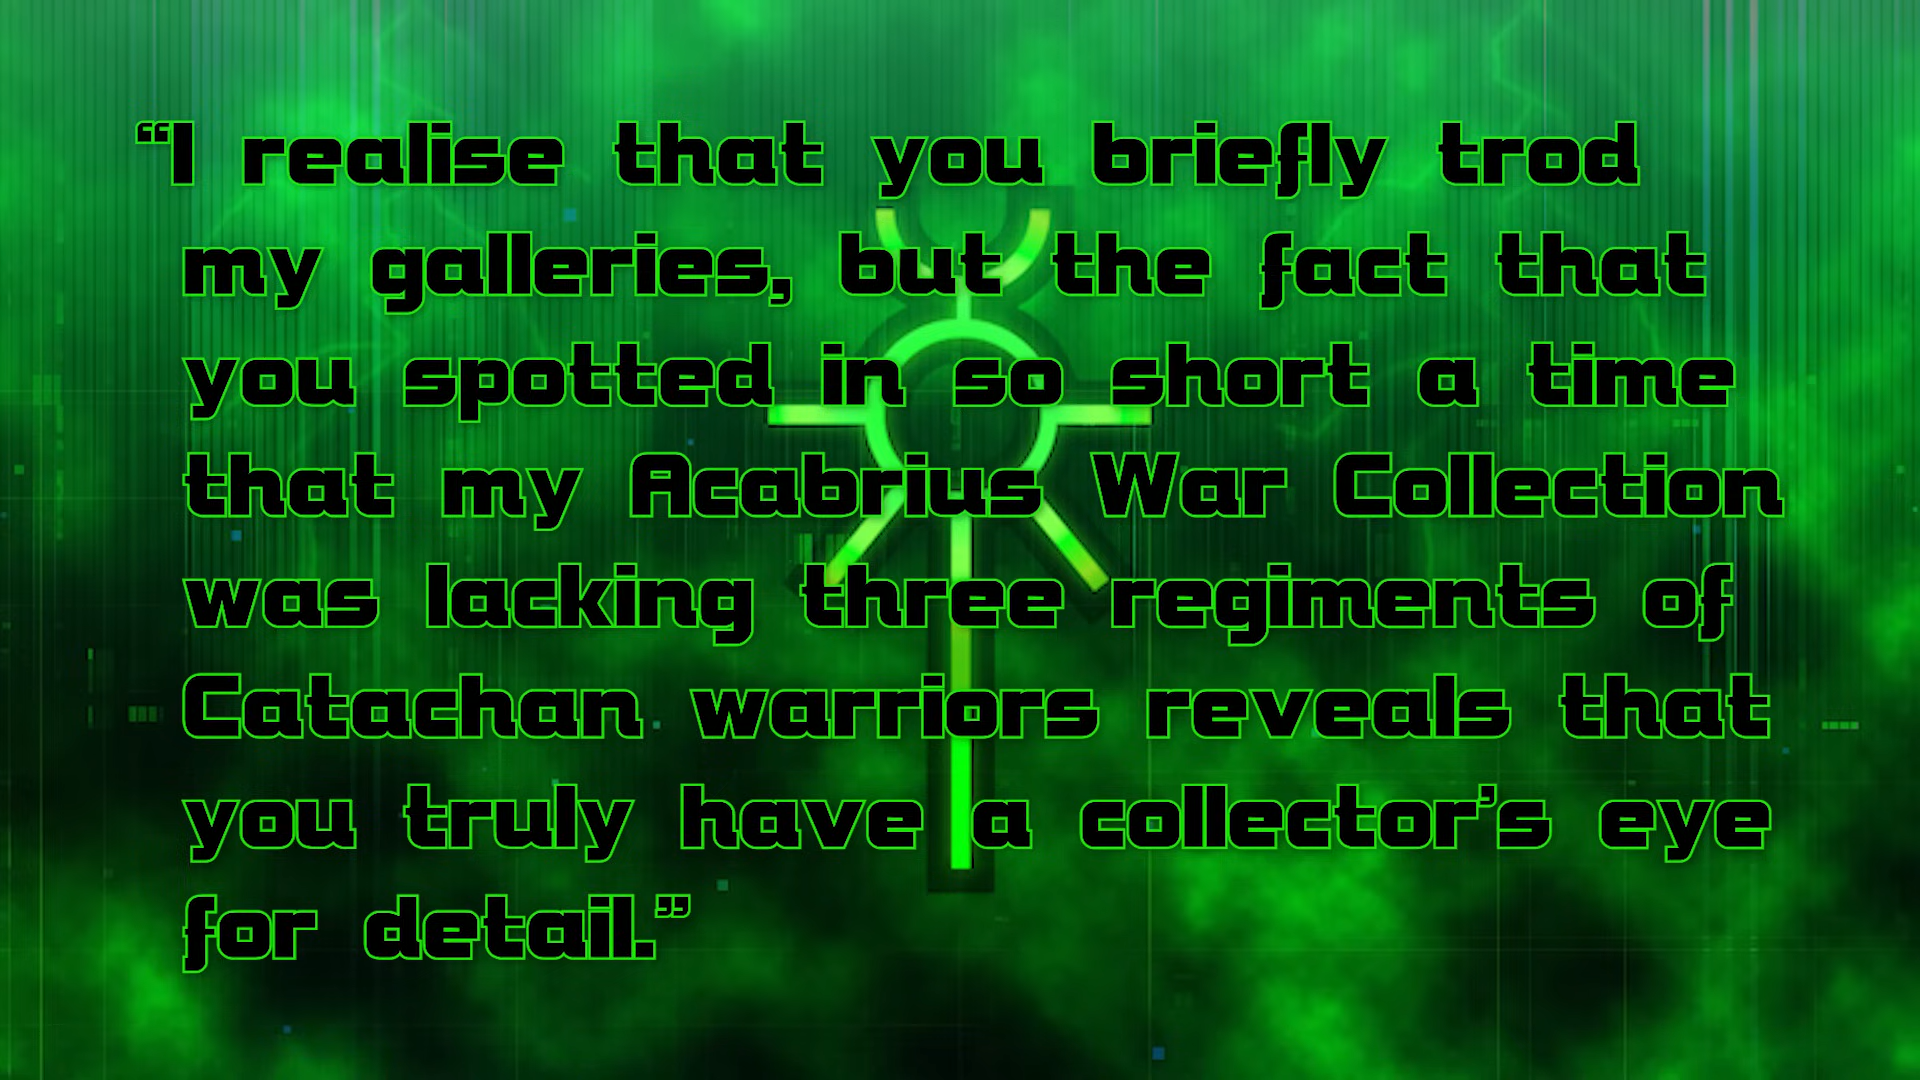 “I realise that you briefly trod
my galleries, but the fact that
you spotted in so short a time
that my Acabrius War Collection
was lacking three regiments of
Catachan warriors reveals that
you truly have a collector’s eye
for detail.”